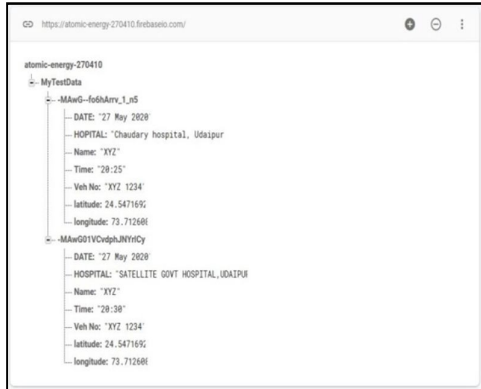 https://atomic-energy-270410.firebaseio.com/
atomic-energy-270410
MyTestData
-MAwG--fo6hArrv_1_n5
DATE: "27 May 2020'
HOPITAL: "Chaudary hospital, Udaipur
Name: "XYZ"
Time: "20:25"
Veh No: "XYZ 1234'
latitude: 24.547169
longitude: 73.71260
-MAwG01VCvdphJNYrlCy
DATE: "27 May 2020'
HOSPITAL: "SATELLITE GOVT HOSPITAL,UDAIPU
Name: "XYZ"
Time: "20:30"
Veh No: "XYZ 1234'
latitude: 24.547169
longitude: 73.71260